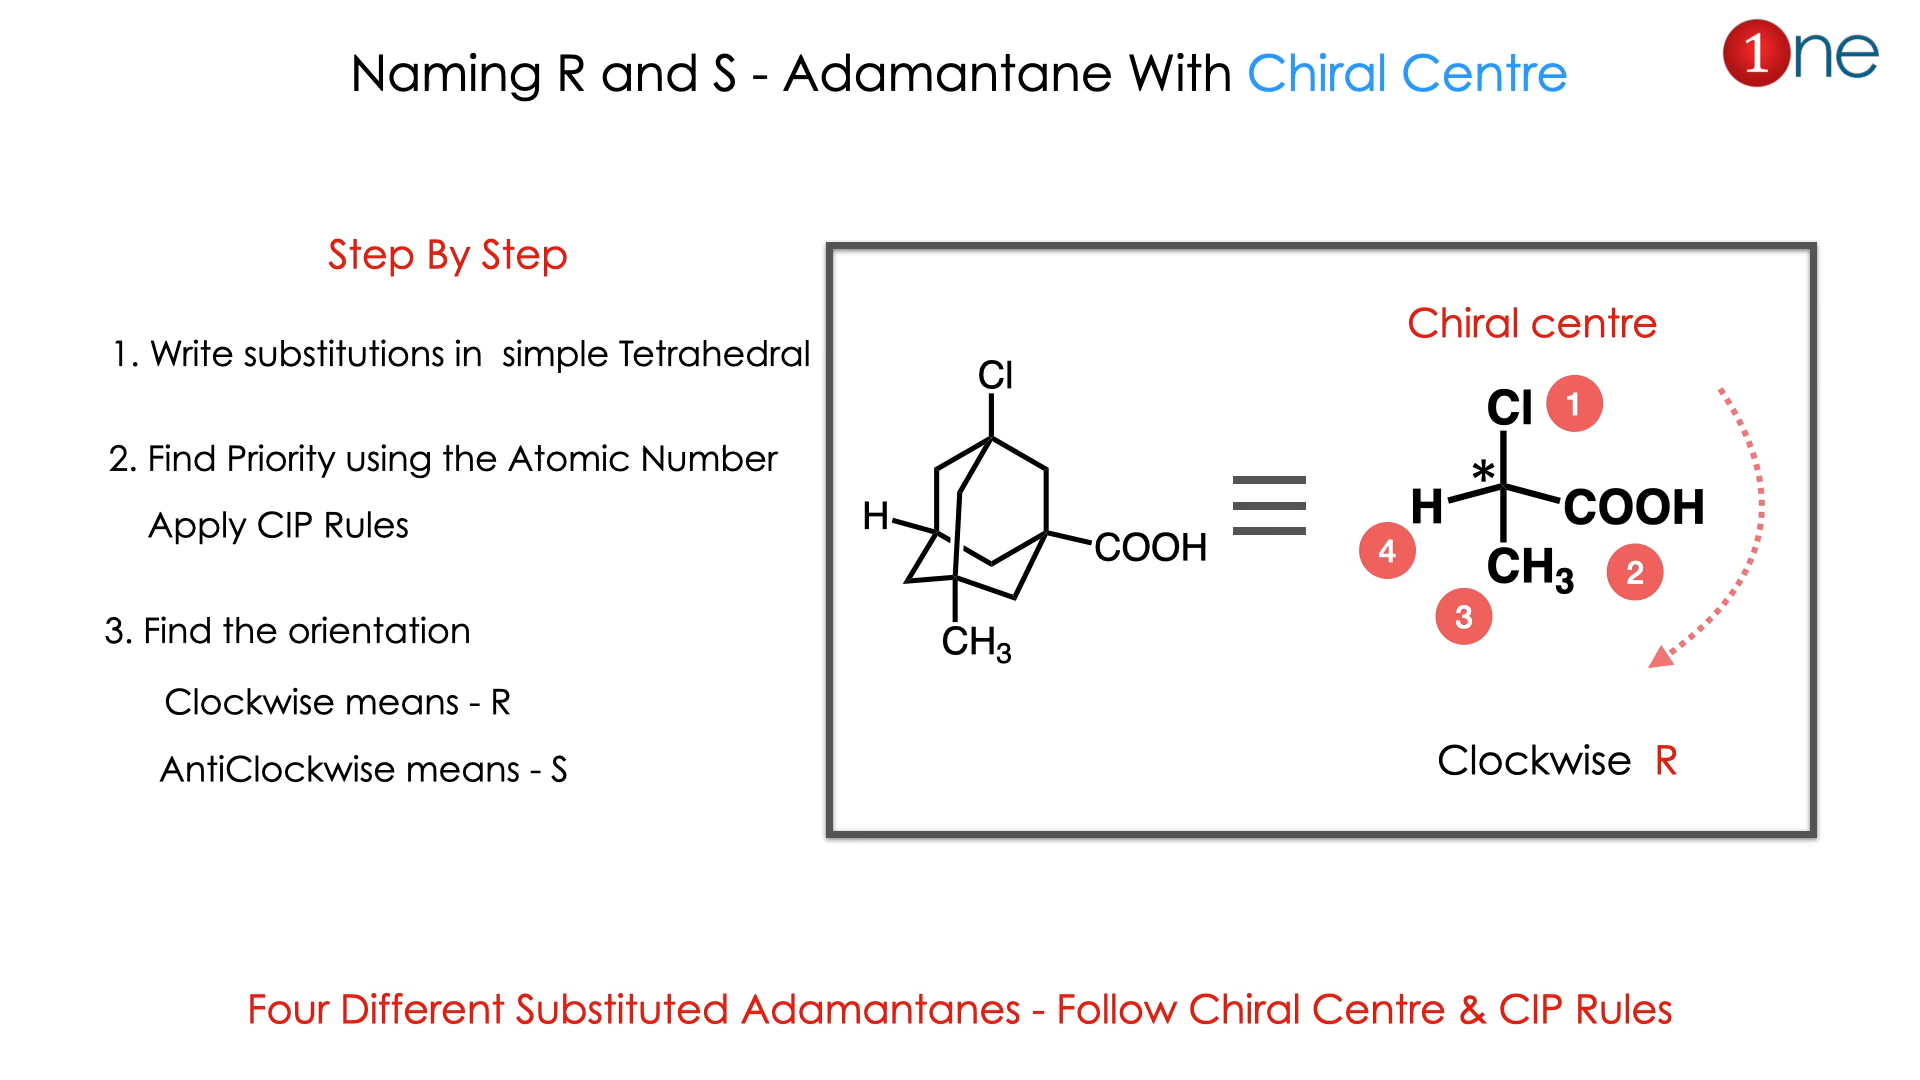 Naming R and S - Adamantane With Chiral Centre
1ne
Step By Step
1. Write substitutions in simple Tetrahedral
2. Find Priority using the Atomic Number
Apply CIP Rules
3. Find the orientation
Clockwise means - R
AntiClockwise means - S
Cl
H
COOH
CH₃
Chiral centre
Cl 1
*
H COOH
4 CH₃ 2
3
Clockwise R
Four Different Substituted Adamantanes - Follow Chiral Centre & CIP Rules